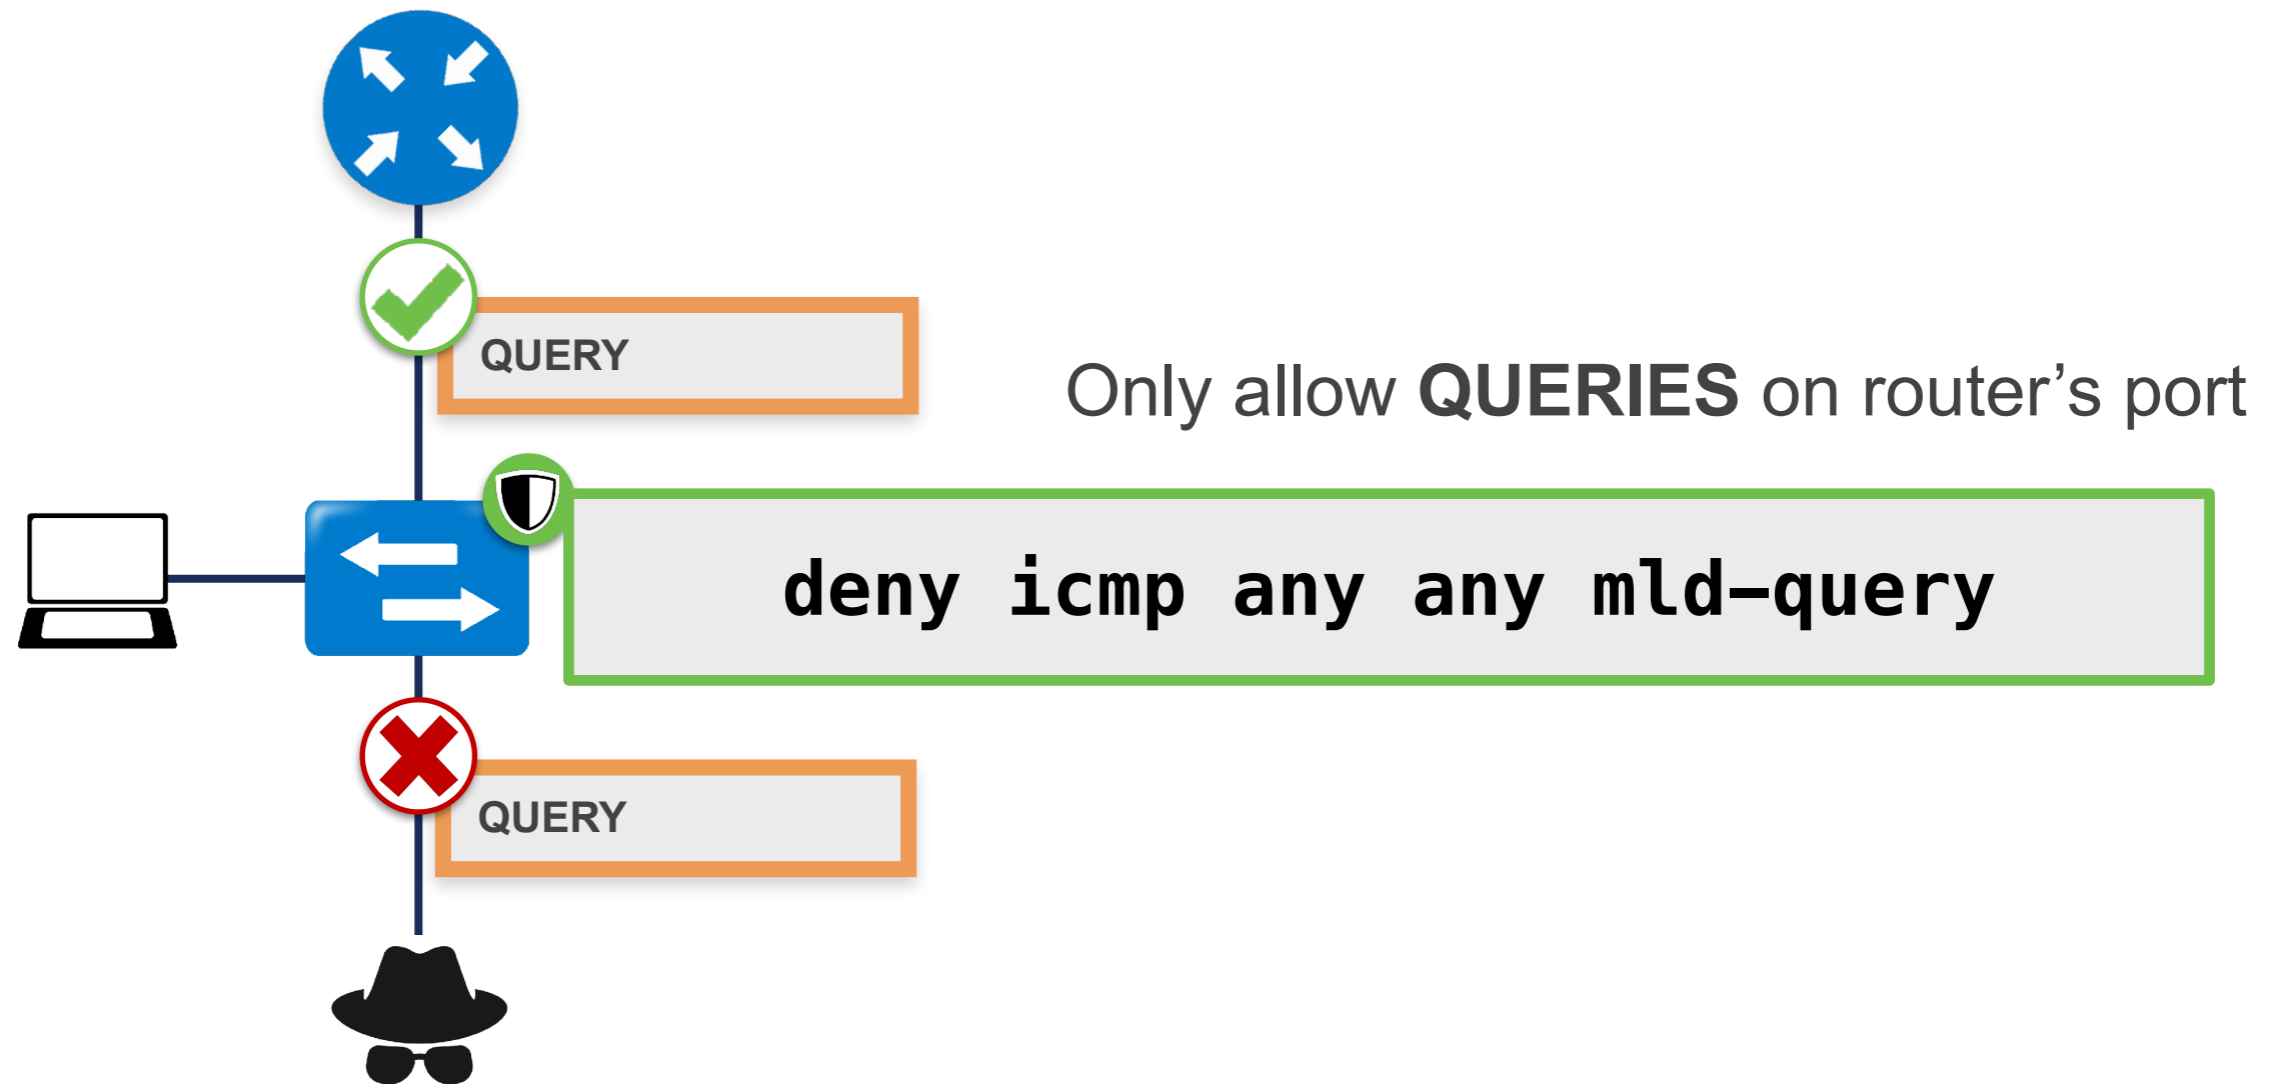 QUERY
Only allow QUERIES on router’s port
deny icmp any any mld-query
QUERY